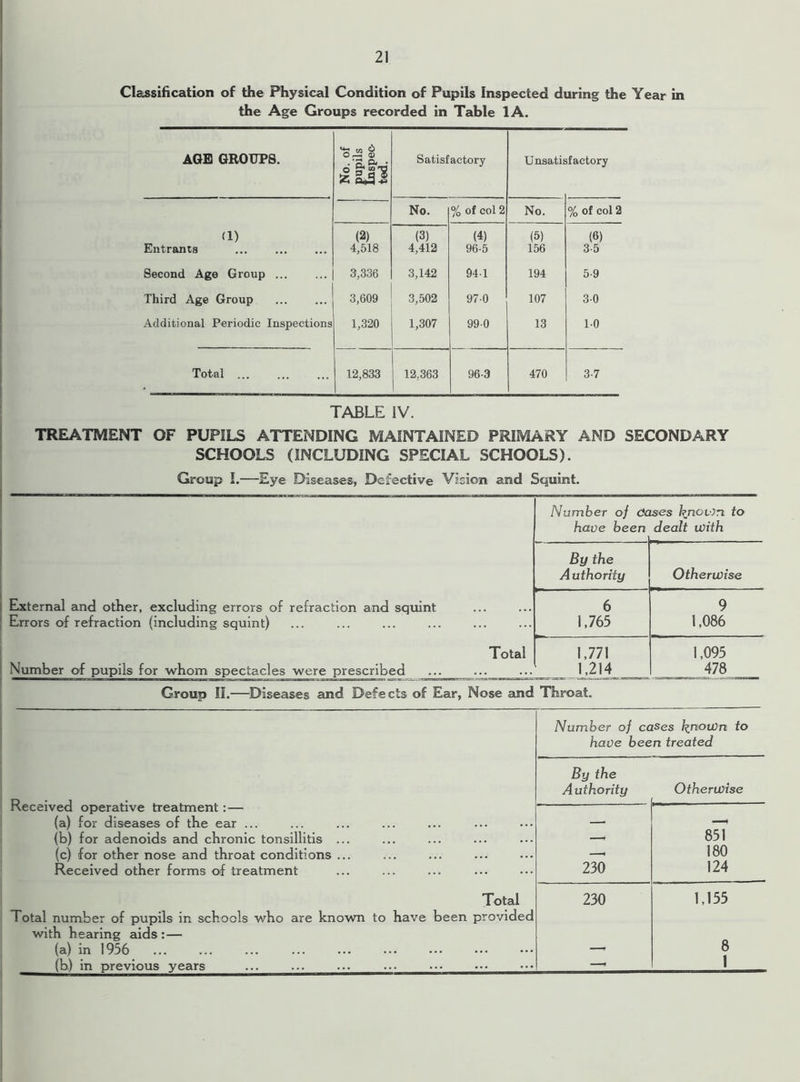 21
Classification of the Physical Condition of Pupils Inspected during the Year in
the Age Groups recorded in Table 1A.
AGE GROUPS. No. of pupils Inspected. Satisfactory Unsatisfactory
No. % of col 2 No. % of col 2
(1) (2) (3) (4) (5) (6)
Entrants ... ... ... 4,518 4,412 96·5 156 3·5
Second Age Group ... ... 3,336 3,142 94·1 194 5·9
Third Age Group ... ... 3,609 3,502 97·0 107 3·0
Additional Periodic Inspections 1,320 1,307 99·0 13 1·0
Total ... ... ... 12,833 12,363 96·3 470 3·7
TABLE IV.
TREATMENT OF PUPILS ATTENDING MAINTAINED PRIMARY AND SECONDARY
SCHOOLS (INCLUDING SPECIAL SCHOOLS).
Group I.—Eye Diseases, Defective Vision and Squint.
Number of cases known to
have been dealt with
By the
Authority Otherwise
External and other, excluding errors of refraction and squint ... ... 6 9
Errors of refraction (including squint) ... ... ... ... ... ... 1,765 1,086
Total 1,771 1,095
Number of pupils for whom spectacles were prescribed ... ... ... 1,214 478
Group II.—Diseases and Defects of Ear, Nose and Throat.
Number of cases known to
have been treated
By the
Authority Otherwise
Received operative treatment :—
(a) for diseases of the ear ... ... ... ... ... ... ... — —
(b) for adenoids and chronic tonsillitis ... ... ... ... ... ... — 851
(c) for other nose and throat conditions ... ... ... ... ... ... — 180
Received other forms of treatment ... ... ... ... ... 230 124
Total 230 1,155
Total number of pupils in schools who are known to have been provided
with hearing aids :—
(a) in 1956 ... ... ... ... ... ... ... ... ... — 8
(b) in previous years ... ... ... ... ... ... ... — 1